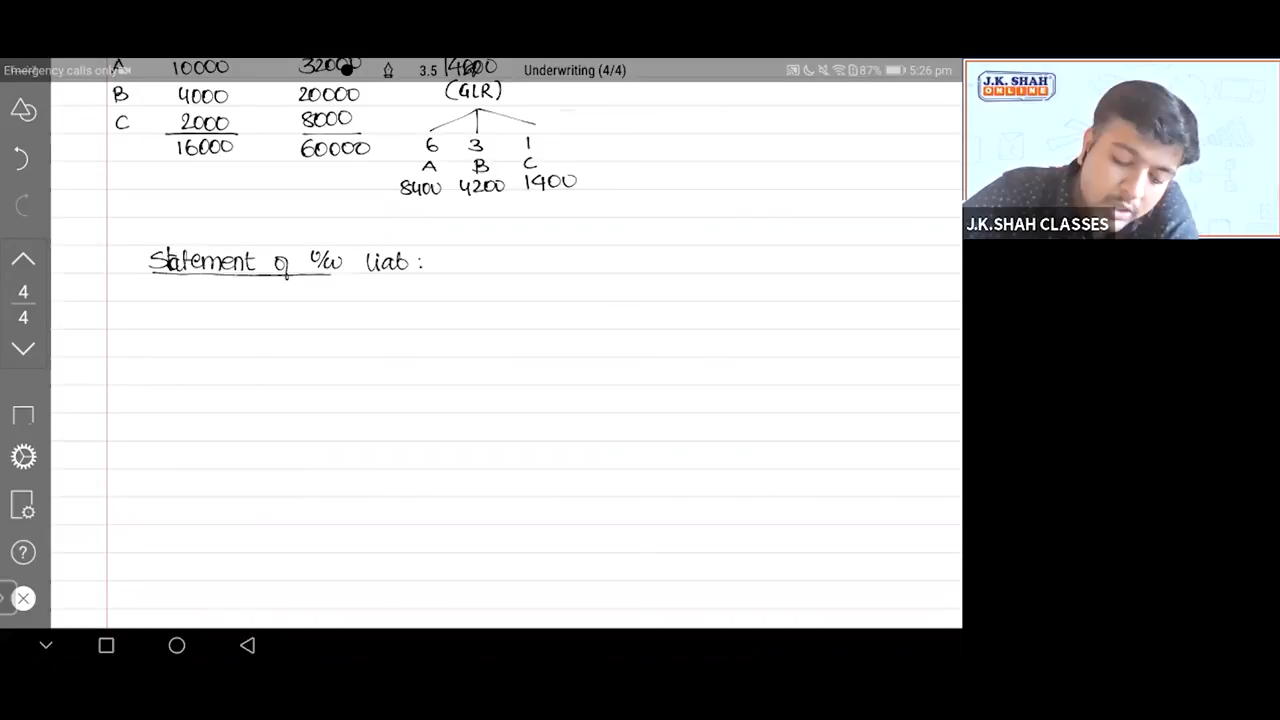 Emergency calls only 3.5 Underwriting (4/4) 87% 5:26 pm
A 10000 32000 14000
B 4000 20000 (GLR)
C 2000 8000
16000 60000 6 3 1
A B C
8400 4200 1400
Statement of U/W liab :
4
4
?
J.K. SHAH
ONLINE
J.K.SHAH CLASSES